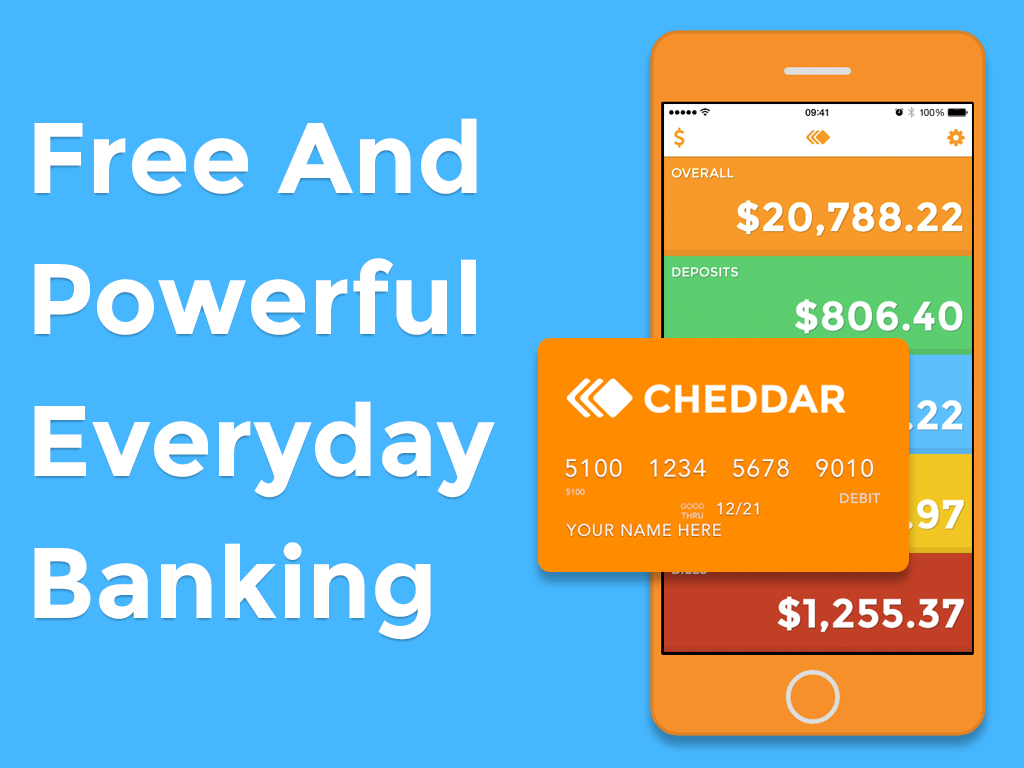 Free And
Powerful
Everyday
Banking
09:41
100%
$
OVERALL
$20,788.22
DEPOSITS
$806.40
.22
.97
$1,255.37
CHEDDAR
5100 1234 5678 9010
5100
DEBIT
GOOD
THRU
12/21
YOUR NAME HERE